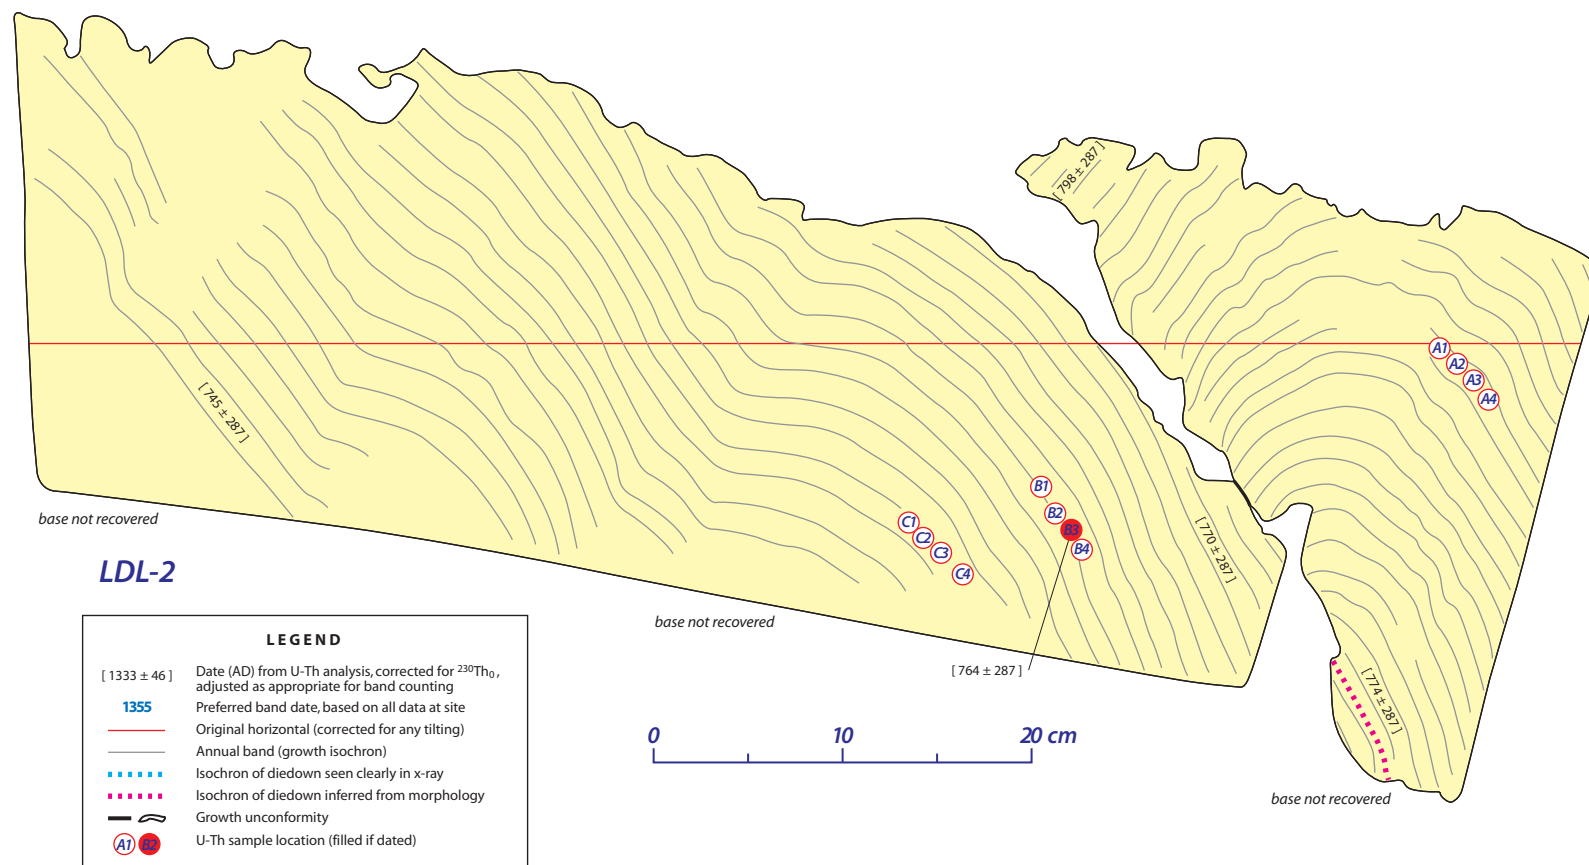 [ 798 ± 287 ]
A1
A2
A3
A4
[ 745 ± 287 ]
B1
B2
B3
B4
C1
C2
C3
C4
[ 770 ± 287 ]
base not recovered
LDL-2
base not recovered
[ 764 ± 287 ]
[ 774 ± 287 ]
base not recovered
0 10 20 cm
LEGEND
[ 1333 ± 46 ] Date (AD) from U-Th analysis, corrected for ²³⁰Th₀,
adjusted as appropriate for band counting
1355 Preferred band date, based on all data at site
Original horizontal (corrected for any tilting)
Annual band (growth isochron)
Isochron of diedown seen clearly in x-ray
Isochron of diedown inferred from morphology
Growth unconformity
A1 B2 U-Th sample location (filled if dated)